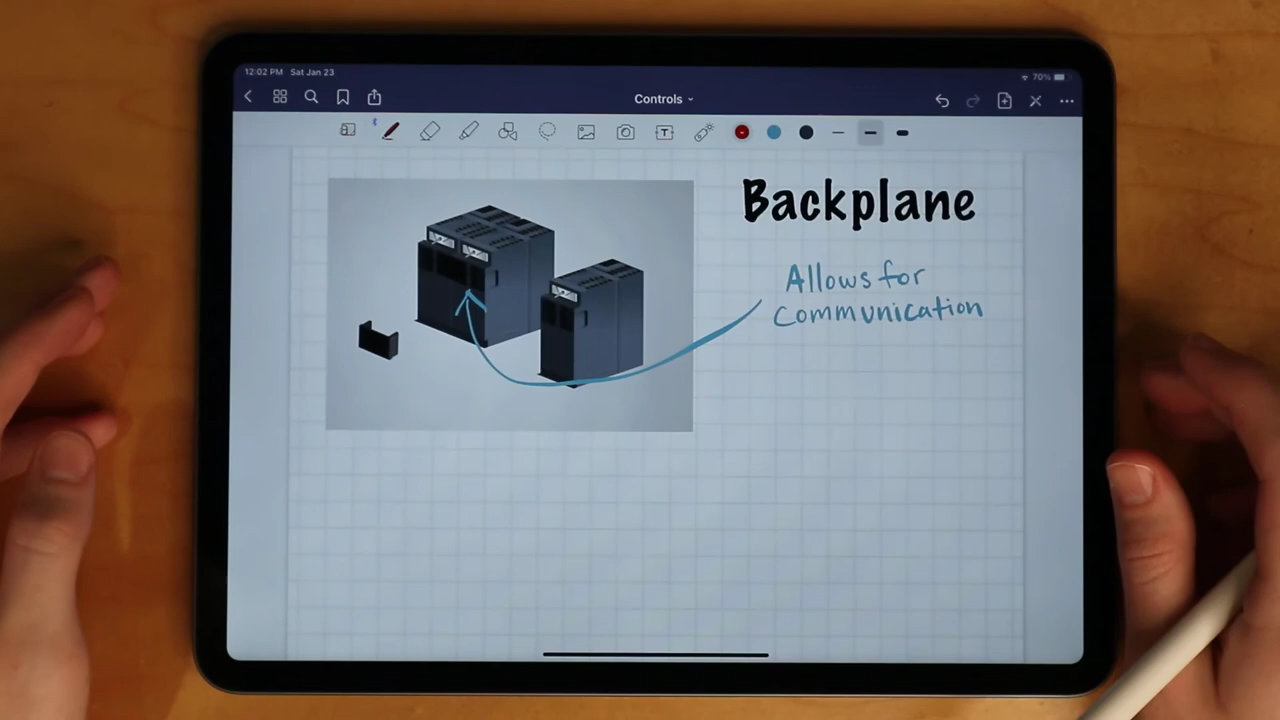 12:02 PM Sat Jan 23
70%
Controls
T
Backplane
Allows for
Communication